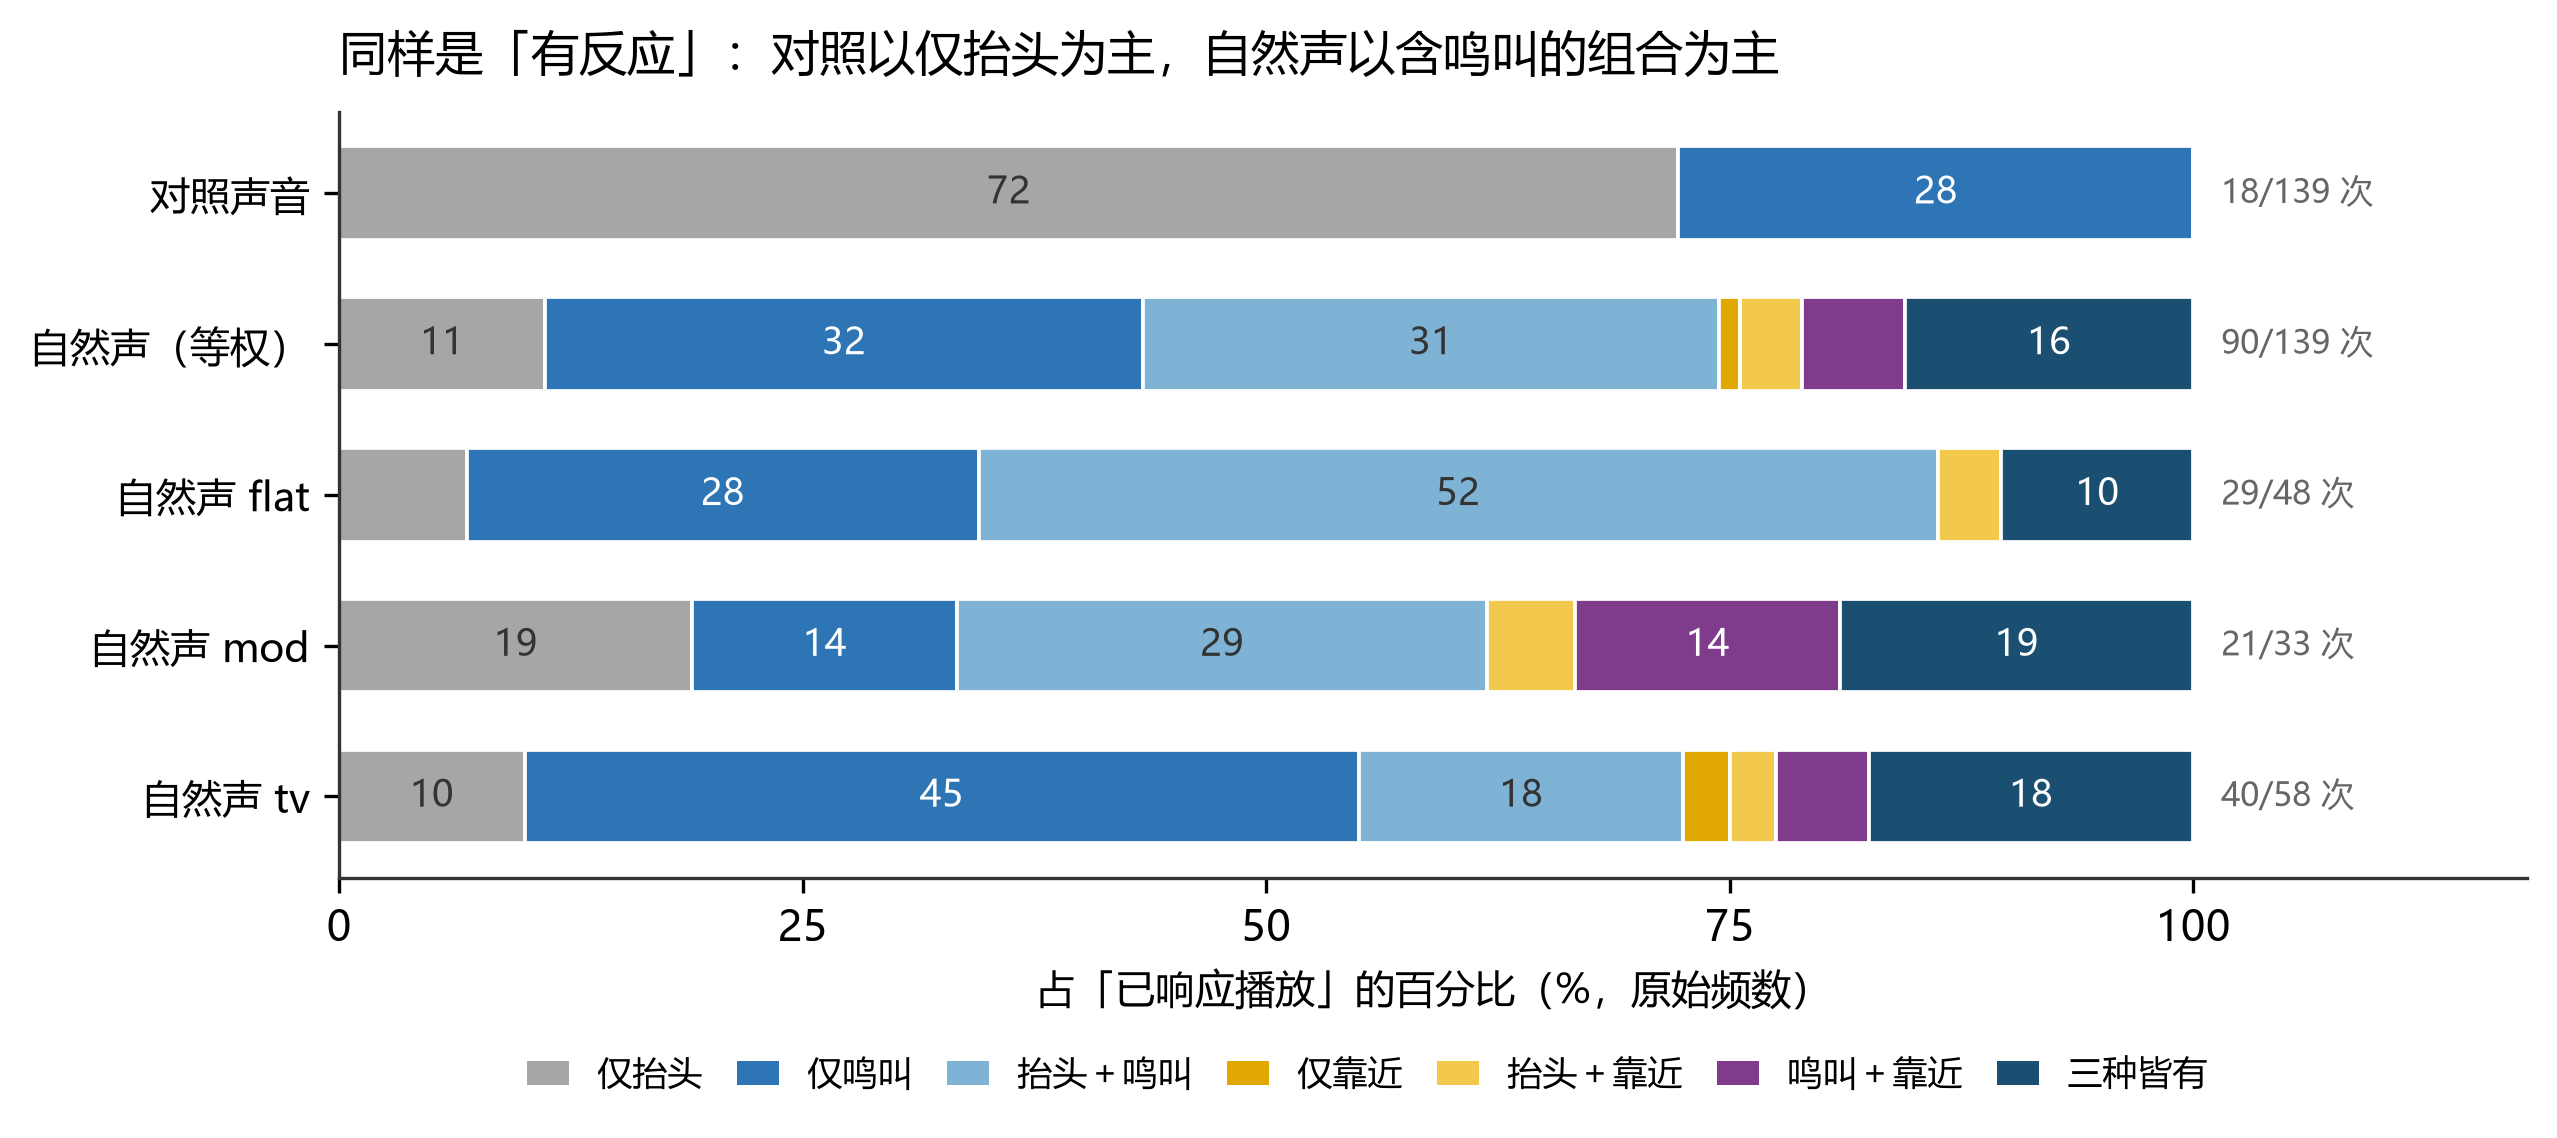 同样是「有反应」：对照以仅抬头为主，自然声以含鸣叫的组合为主
对照声音 72 28 18/139 次
自然声（等权） 11 32 31 16 90/139 次
自然声 flat 28 52 10 29/48 次
自然声 mod 19 14 29 14 19 21/33 次
自然声 tv 10 45 18 18 40/58 次
0 25 50 75 100
占「已响应播放」的百分比（%，原始频数）
仅抬头 仅鸣叫 抬头＋鸣叫 仅靠近 抬头＋靠近 鸣叫＋靠近 三种皆有